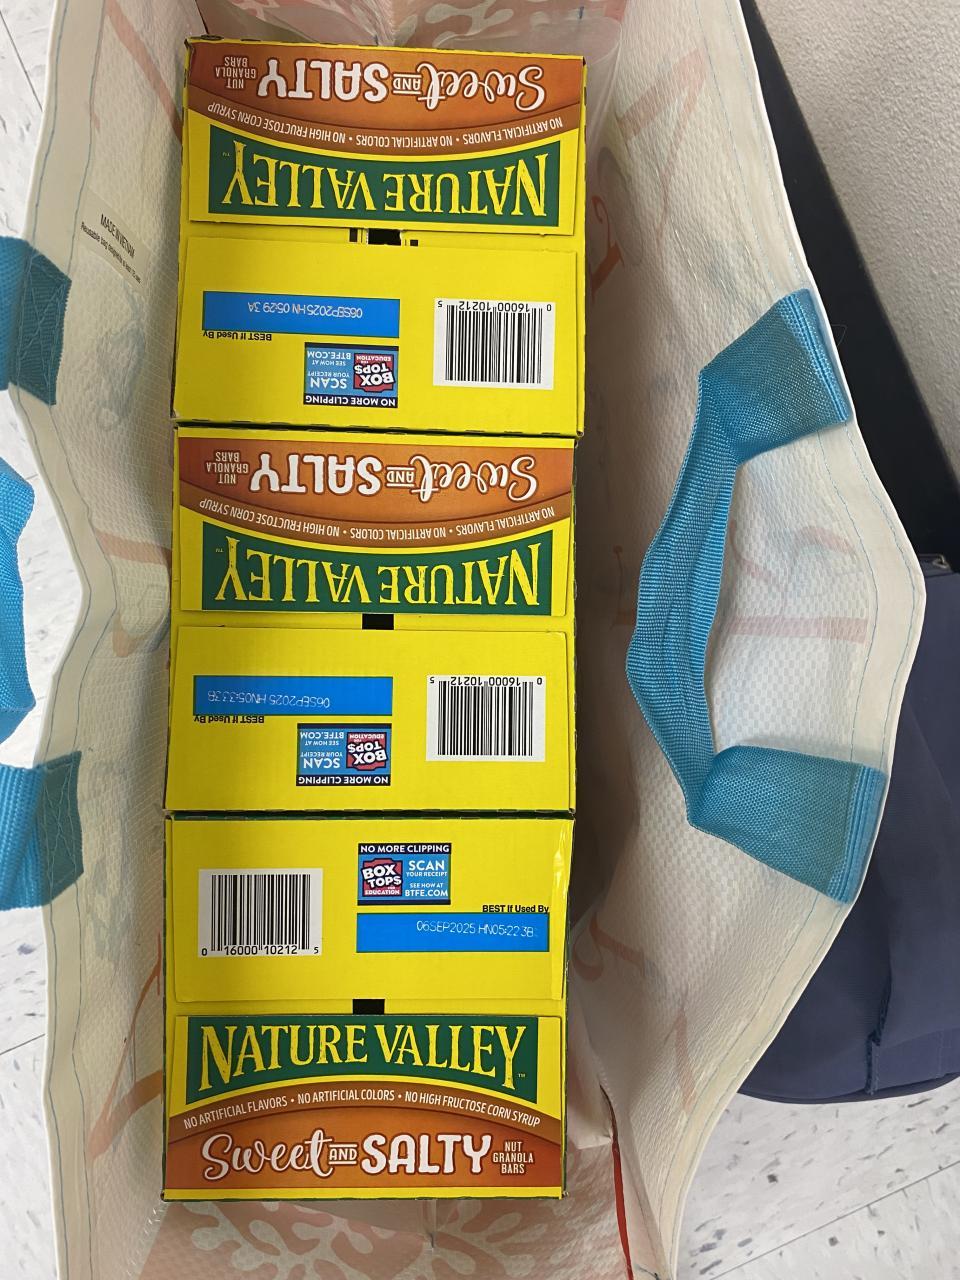 Sweet AND SALTY
NUT
GRANOLA
BARS
NO ARTIFICIAL FLAVORS • NO ARTIFICIAL COLORS • NO HIGH FRUCTOSE CORN SYRUP
NATURE VALLEY™
06SEP2025 HN 05:29 3A
BEST If Used By
0 16000 10212 5
BOX
TOP$
FOR
EDUCATION
SCAN
YOUR RECEIPT
SEE HOW AT
BTFE.COM
NO MORE CLIPPING
MADE IN VIETNAM
Sweet AND SALTY
NUT
GRANOLA
BARS
NO ARTIFICIAL FLAVORS • NO ARTIFICIAL COLORS • NO HIGH FRUCTOSE CORN SYRUP
NATURE VALLEY™
06SEP2025 HN05:33 3B
BEST If Used By
0 16000 10212 5
BOX
TOP$
FOR
EDUCATION
SCAN
YOUR RECEIPT
SEE HOW AT
BTFE.COM
NO MORE CLIPPING
NO MORE CLIPPING
BOX
TOPS
FOR
EDUCATION
SCAN
YOUR RECEIPT
SEE HOW AT
BTFE.COM
BEST If Used By
06SEP2025 HN05:22 3B
0 16000 10212 5
NATURE VALLEY™
NO ARTIFICIAL FLAVORS • NO ARTIFICIAL COLORS • NO HIGH FRUCTOSE CORN SYRUP
Sweet AND SALTY
NUT
GRANOLA
BARS